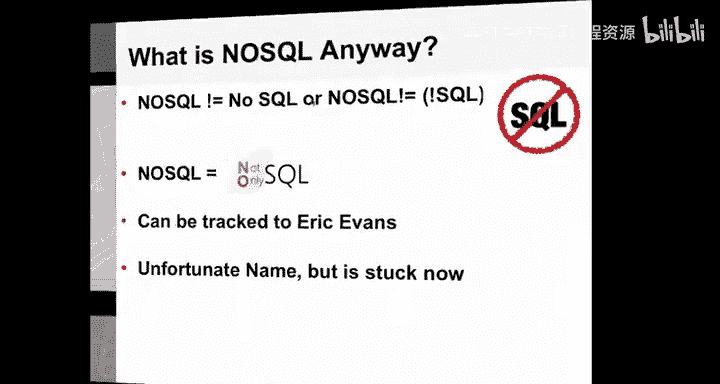 程资源 bilibili
What is NOSQL Anyway?
• NOSQL != No SQL or NOSQL!= (!SQL)
SQL
• NOSQL = Not Only SQL
• Can be tracked to Eric Evans
• Unfortunate Name, but is stuck now